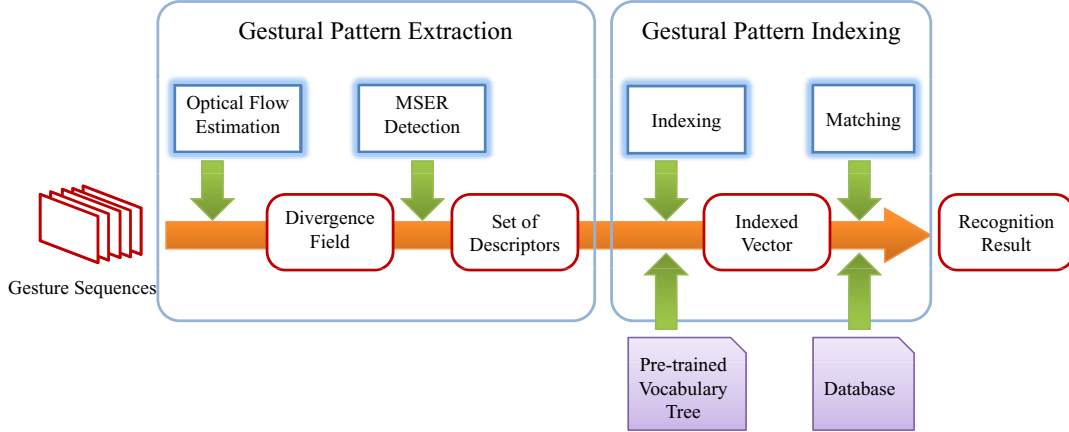 Gestural Pattern Extraction
Gestural Pattern Indexing
Optical Flow
Estimation
MSER
Detection
Indexing
Matching
Divergence
Field
Set of
Descriptors
Indexed
Vector
Recognition
Result
Gesture Sequences
Pre-trained
Vocabulary
Tree
Database